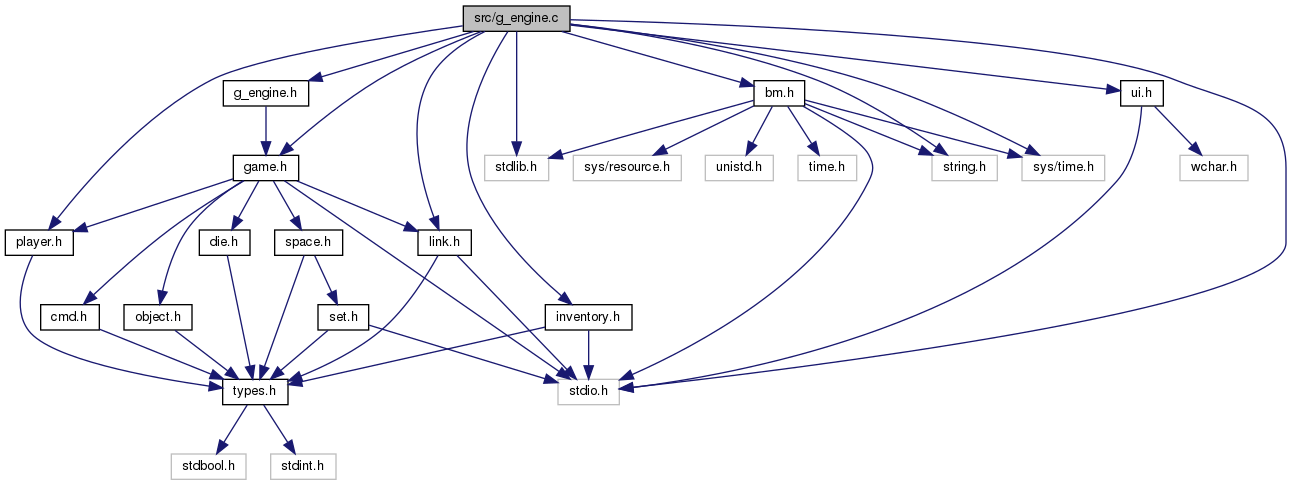 src/g_engine.c
g_engine.h
bm.h
ui.h
game.h
stdlib.h
sys/resource.h
unistd.h
time.h
string.h
sys/time.h
wchar.h
player.h
die.h
space.h
link.h
cmd.h
object.h
set.h
inventory.h
types.h
stdio.h
stdbool.h
stdint.h